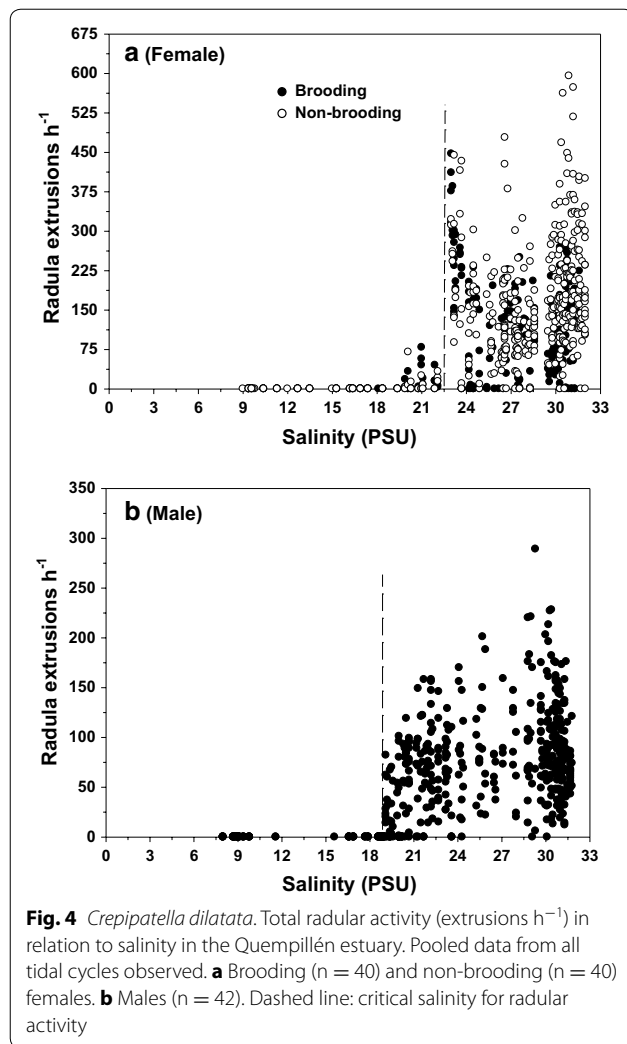 a (Female)
Brooding
Non-brooding
Radula extrusions h-1
675
600
525
450
375
300
225
150
75
0
0 3 6 9 12 15 18 21 24 27 30 33
Salinity (PSU)
b (Male)
Radula extrusions h-1
350
300
250
200
150
100
50
0
0 3 6 9 12 15 18 21 24 27 30 33
Salinity (PSU)
Fig. 4 Crepipatella dilatata. Total radular activity (extrusions h−1) in
relation to salinity in the Quempillén estuary. Pooled data from all
tidal cycles observed. a Brooding (n = 40) and non-brooding (n = 40)
females. b Males (n = 42). Dashed line: critical salinity for radular
activity